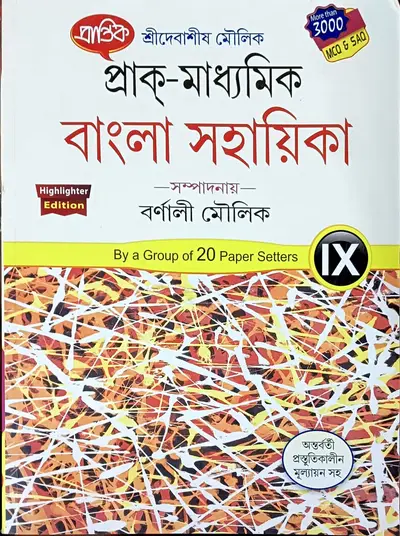 প্রান্তিক
শ্রীদেবাশীষ মৌলিক
More than
3000
MCQ & SAQ
প্রাক্-মাধ্যমিক
বাংলা সহায়িকা
Highlighter
Edition
সম্পাদনায়
বর্ণালী মৌলিক
By a Group of 20 Paper Setters
IX
অন্তর্বর্তী
প্রস্তুতিকালীন
মূল্যায়ন সহ